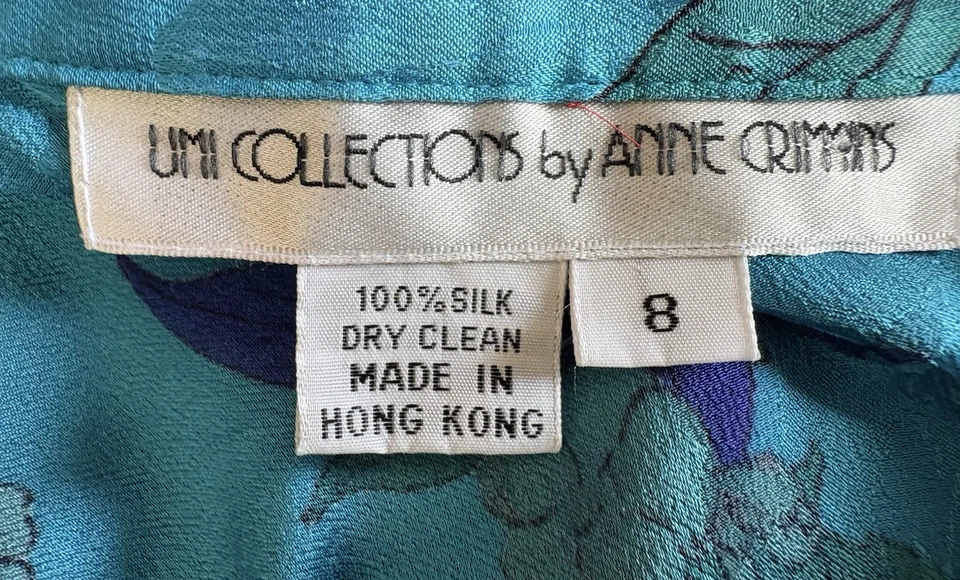 UMI COLLECTIONS by ANNE CRIMMINS
100% SILK
DRY CLEAN
MADE IN
HONG KONG
8